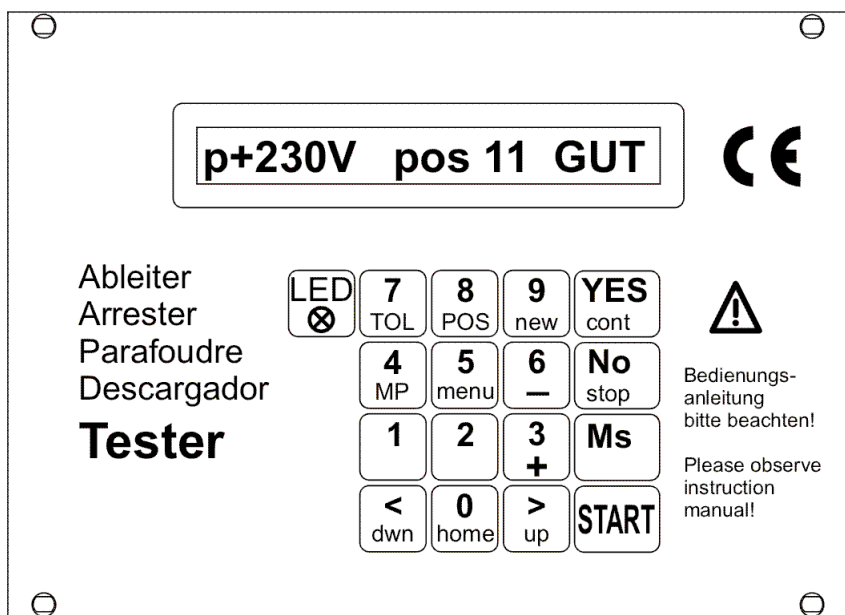 p+230V pos 11 GUT
CE
Ableiter
Arrester
Parafoudre
Descargador
Tester
LED
7
TOL
8
POS
9
new
YES
cont
4
MP
5
menu
6
–
No
stop
1
2
3
+
Ms
<
dwn
0
home
>
up
START
!
Bedienungs-
anleitung
bitte beachten!
Please observe
instruction
manual!